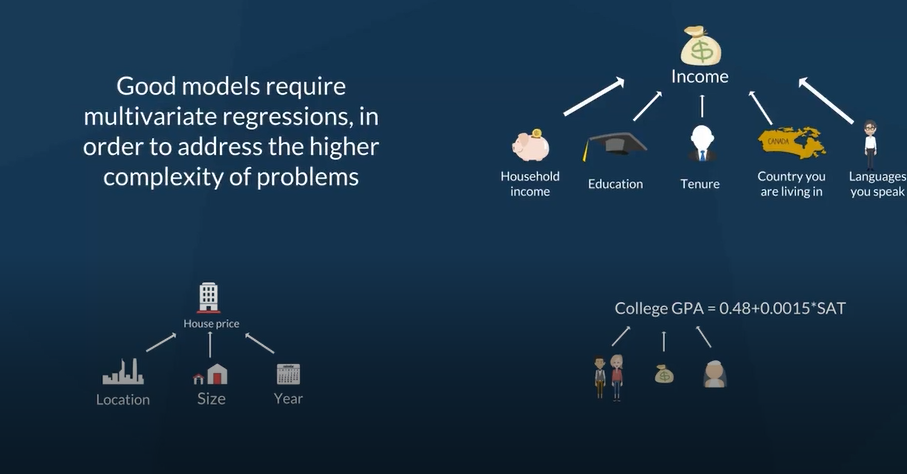 Good models require
multivariate regressions, in
order to address the higher
complexity of problems
Income
CANADA
Household
income
Education
Tenure
Country you
are living in
Languages
you speak
House price
Location
Size
Year
College GPA = 0.48+0.0015*SAT